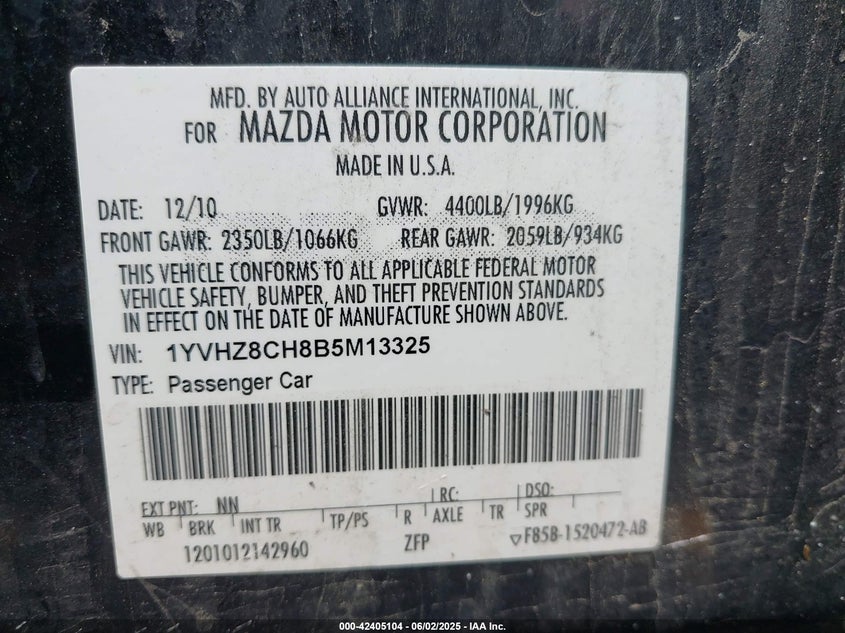 MFD. BY AUTO ALLIANCE INTERNATIONAL, INC.
FOR MAZDA MOTOR CORPORATION
MADE IN U.S.A.
DATE: 12/10 GVWR: 4400LB/1996KG
FRONT GAWR: 2350LB/1066KG REAR GAWR: 2059LB/934KG
THIS VEHICLE CONFORMS TO ALL APPLICABLE FEDERAL MOTOR
VEHICLE SAFETY, BUMPER, AND THEFT PREVENTION STANDARDS
IN EFFECT ON THE DATE OF MANUFACTURE SHOWN ABOVE.
VIN: 1YVHZ8CH8B5M13325
TYPE: Passenger Car
EXT PNT: NN RC: DSO:
WB BRK INT TR TP/PS R AXLE TR SPR
1201012142960 ZFP ▽F85B-1520472-AB
000-42405104 - 06/02/2025 - IAA Inc.